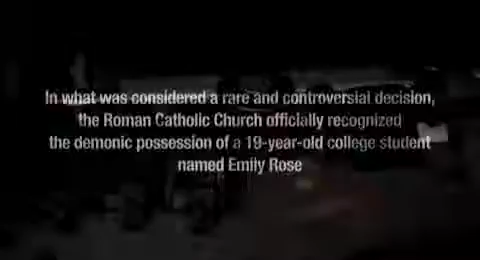 In what was considered a rare and controversial decision,
the Roman Catholic Church officially recognized
the demonic possession of a 19-year-old college student
named Emily Rose